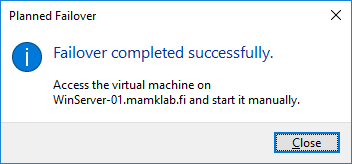 Planned Failover
Failover completed successfully.
Access the virtual machine on
WinServer-01.mamklab.fi and start it manually.
Close